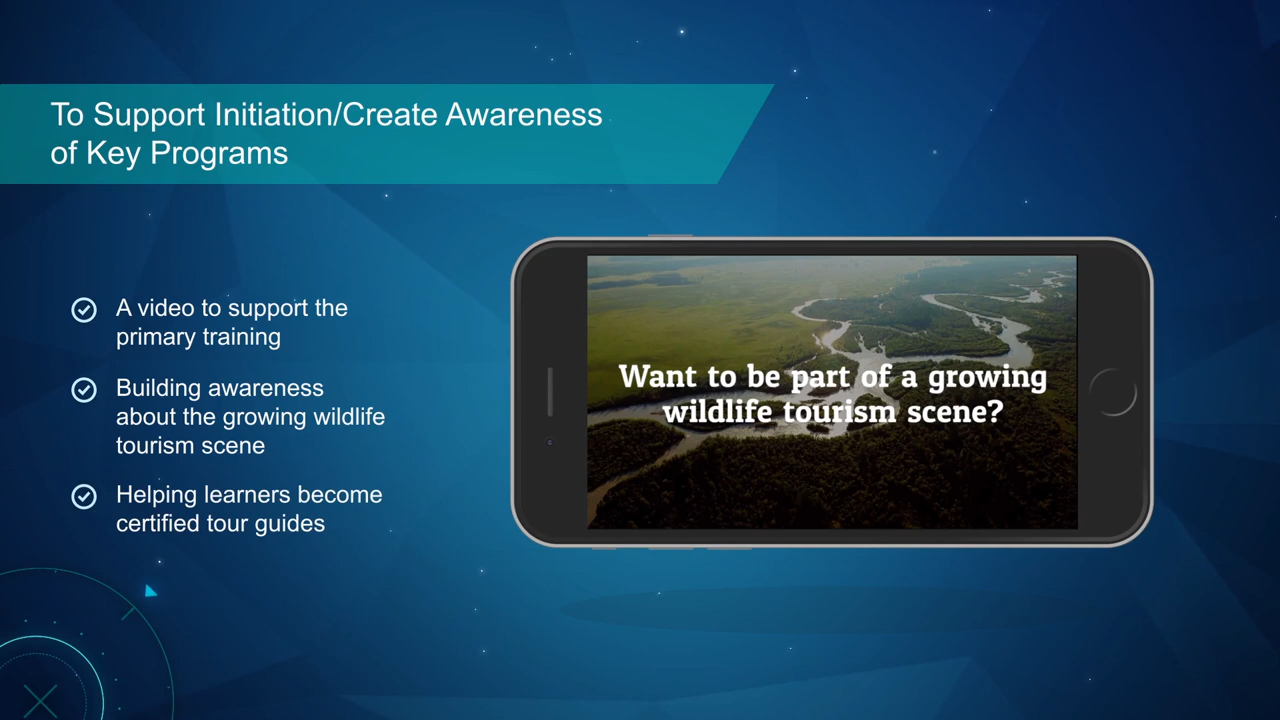 To Support Initiation/Create Awareness
of Key Programs
A video to support the
primary training
Building awareness
about the growing wildlife
tourism scene
Helping learners become
certified tour guides
Want to be part of a growing
wildlife tourism scene?